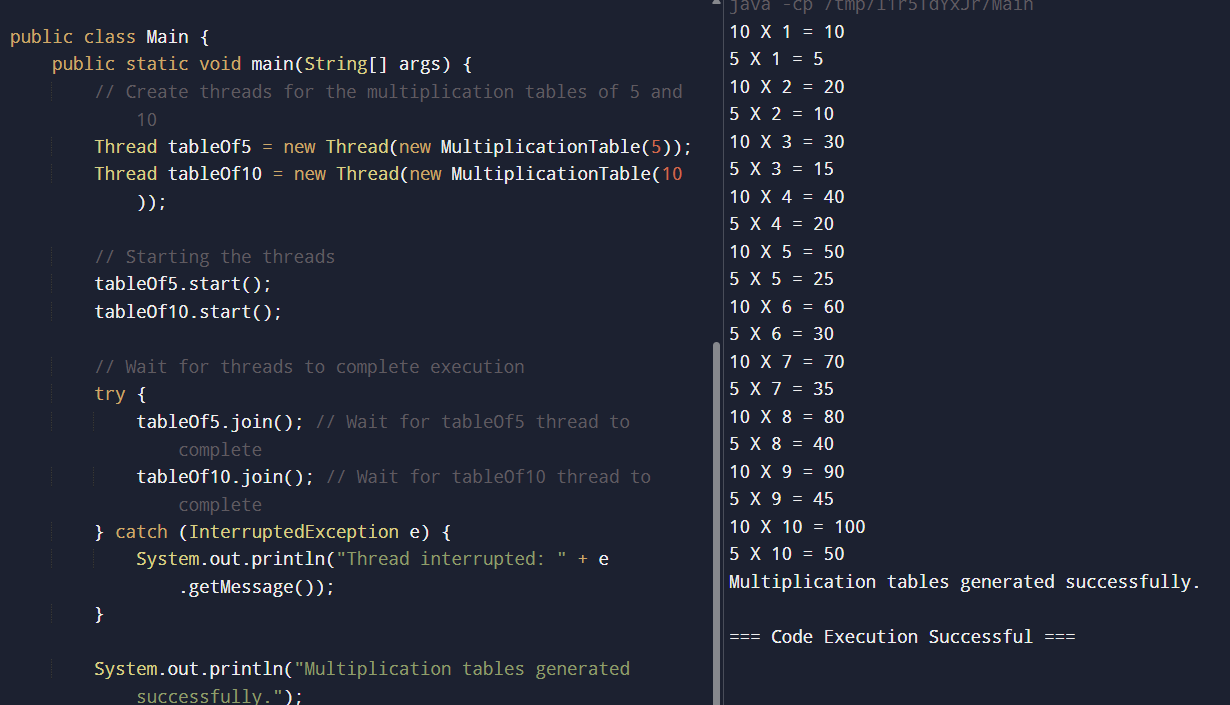 public class Main {
public static void main(String[] args) {
// Create threads for the multiplication tables of 5 and
10
Thread tableOf5 = new Thread(new MultiplicationTable(5));
Thread tableOf10 = new Thread(new MultiplicationTable(10
));
// Starting the threads
tableOf5.start();
tableOf10.start();
// Wait for threads to complete execution
try {
tableOf5.join(); // Wait for tableOf5 thread to
complete
tableOf10.join(); // Wait for tableOf10 thread to
complete
} catch (InterruptedException e) {
System.out.println("Thread interrupted: " + e
.getMessage());
}
System.out.println("Multiplication tables generated
successfully.");
java -cp
10 X 1 = 10
5 X 1 = 5
10 X 2 = 20
5 X 2 = 10
10 X 3 = 30
5 X 3 = 15
10 X 4 = 40
5 X 4 = 20
10 X 5 = 50
5 X 5 = 25
10 X 6 = 60
5 X 6 = 30
10 X 7 = 70
5 X 7 = 35
10 X 8 = 80
5 X 8 = 40
10 X 9 = 90
5 X 9 = 45
10 X 10 = 100
5 X 10 = 50
Multiplication tables generated successfully.
=== Code Execution Successful ===